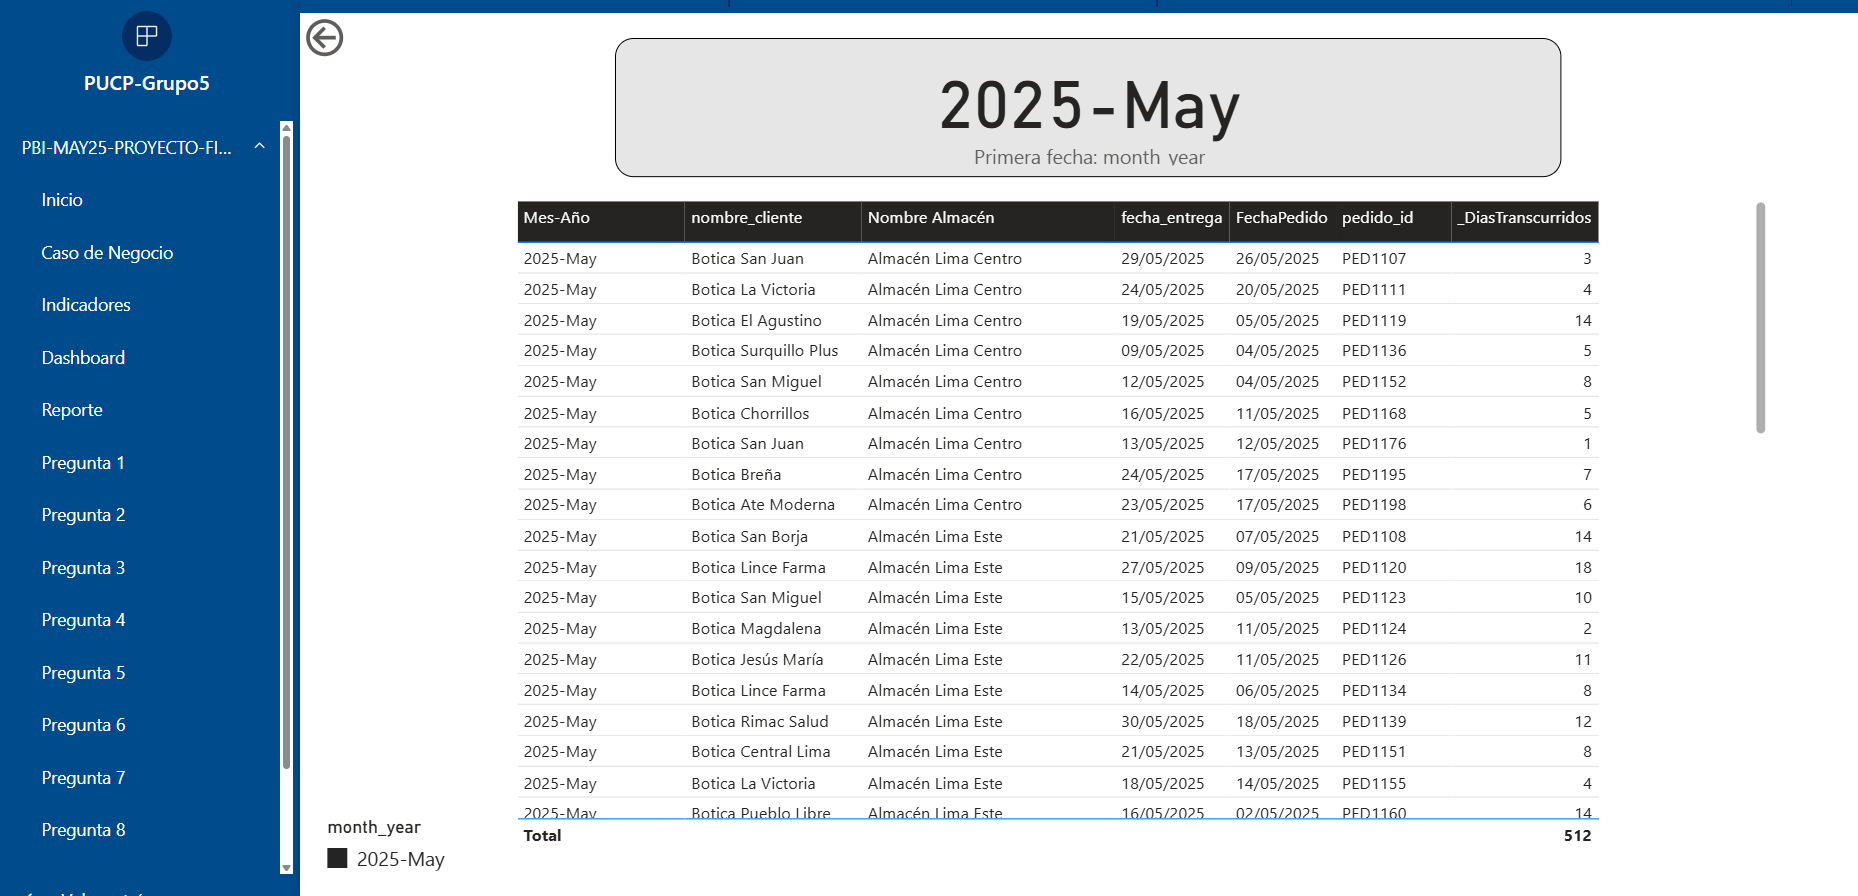 PUCP-Grupo5
PBI-MAY25-PROYECTO-FI...
Inicio
Caso de Negocio
Indicadores
Dashboard
Reporte
Pregunta 1
Pregunta 2
Pregunta 3
Pregunta 4
Pregunta 5
Pregunta 6
Pregunta 7
Pregunta 8
2025-May
Primera fecha: month_year
Mes-Año nombre_cliente Nombre Almacén fecha_entrega FechaPedido pedido_id _DiasTranscurridos
2025-May Botica San Juan Almacén Lima Centro 29/05/2025 26/05/2025 PED1107 3
2025-May Botica La Victoria Almacén Lima Centro 24/05/2025 20/05/2025 PED1111 4
2025-May Botica El Agustino Almacén Lima Centro 19/05/2025 05/05/2025 PED1119 14
2025-May Botica Surquillo Plus Almacén Lima Centro 09/05/2025 04/05/2025 PED1136 5
2025-May Botica San Miguel Almacén Lima Centro 12/05/2025 04/05/2025 PED1152 8
2025-May Botica Chorrillos Almacén Lima Centro 16/05/2025 11/05/2025 PED1168 5
2025-May Botica San Juan Almacén Lima Centro 13/05/2025 12/05/2025 PED1176 1
2025-May Botica Breña Almacén Lima Centro 24/05/2025 17/05/2025 PED1195 7
2025-May Botica Ate Moderna Almacén Lima Centro 23/05/2025 17/05/2025 PED1198 6
2025-May Botica San Borja Almacén Lima Este 21/05/2025 07/05/2025 PED1108 14
2025-May Botica Lince Farma Almacén Lima Este 27/05/2025 09/05/2025 PED1120 18
2025-May Botica San Miguel Almacén Lima Este 15/05/2025 05/05/2025 PED1123 10
2025-May Botica Magdalena Almacén Lima Este 13/05/2025 11/05/2025 PED1124 2
2025-May Botica Jesús María Almacén Lima Este 22/05/2025 11/05/2025 PED1126 11
2025-May Botica Lince Farma Almacén Lima Este 14/05/2025 06/05/2025 PED1134 8
2025-May Botica Rimac Salud Almacén Lima Este 30/05/2025 18/05/2025 PED1139 12
2025-May Botica Central Lima Almacén Lima Este 21/05/2025 13/05/2025 PED1151 8
2025-May Botica La Victoria Almacén Lima Este 18/05/2025 14/05/2025 PED1155 4
2025-May Botica Pueblo Libre Almacén Lima Este 16/05/2025 02/05/2025 PED1160 14
Total 512
month_year
2025-May